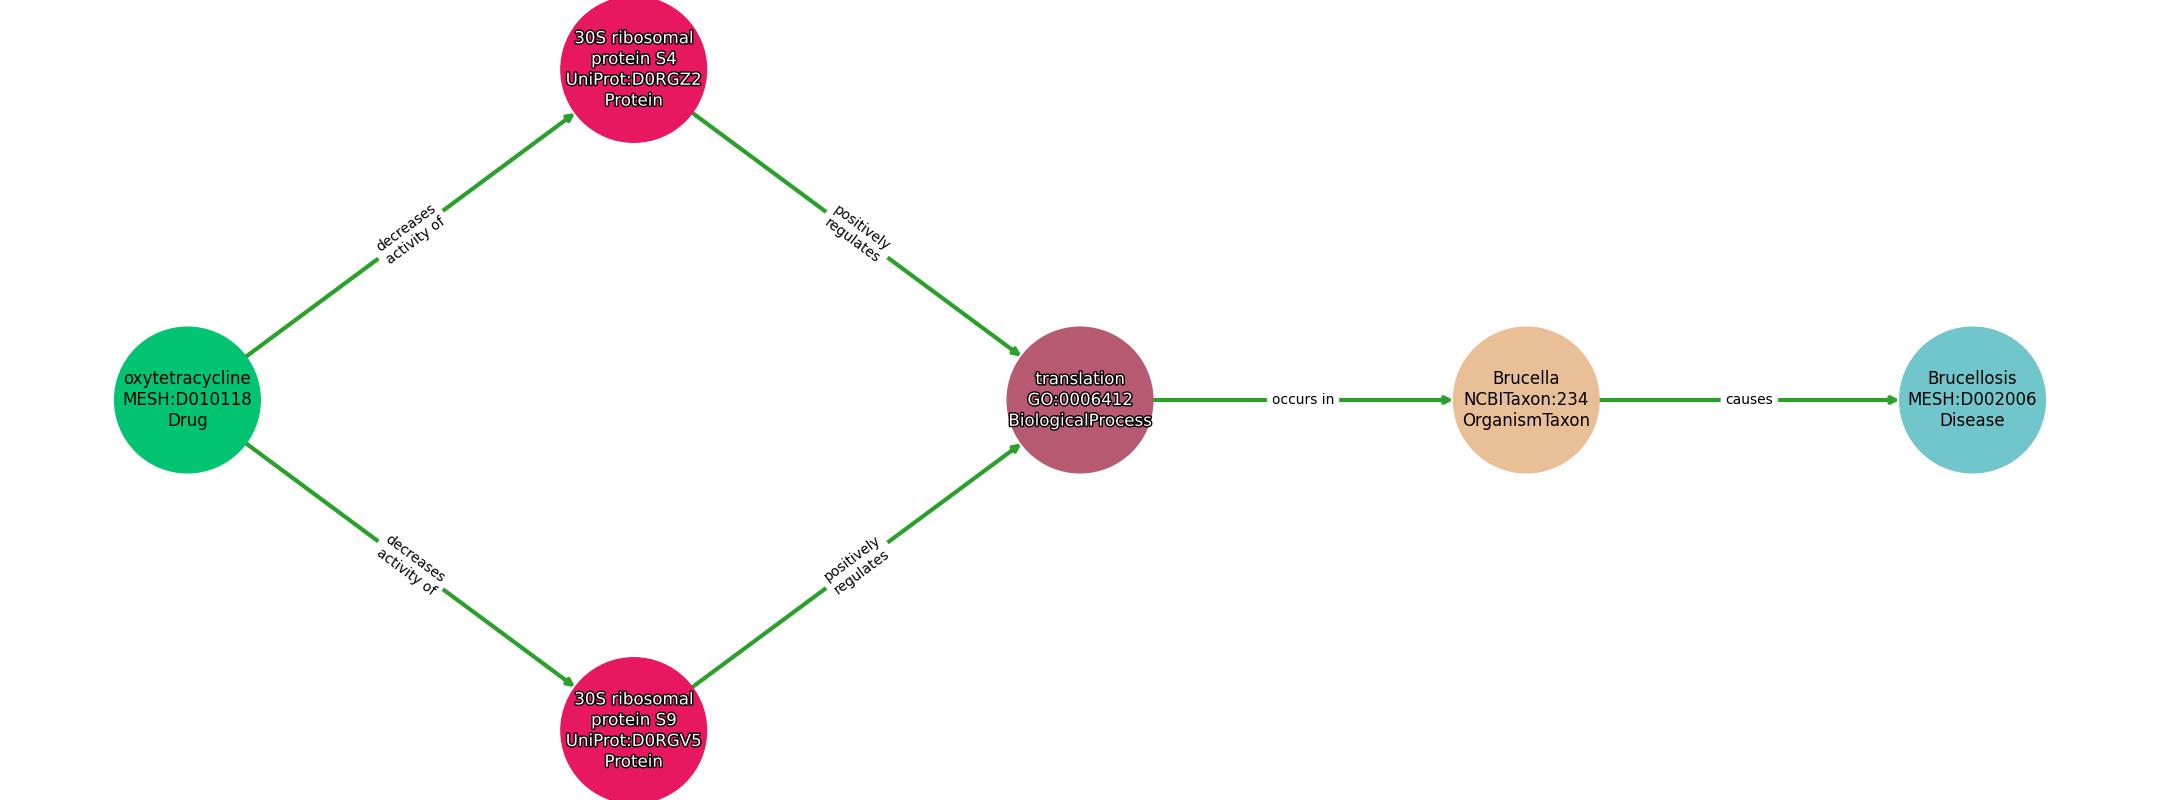 30S ribosomal
protein S4
UniProt:D0RGZ2
Protein
decreases
activity of
positively
regulates
oxytetracycline
MESH:D010118
Drug
translation
GO:0006412
BiologicalProcess
occurs in
Brucella
NCBITaxon:234
OrganismTaxon
causes
Brucellosis
MESH:D002006
Disease
decreases
activity of
positively
regulates
30S ribosomal
protein S9
UniProt:D0RGV5
Protein